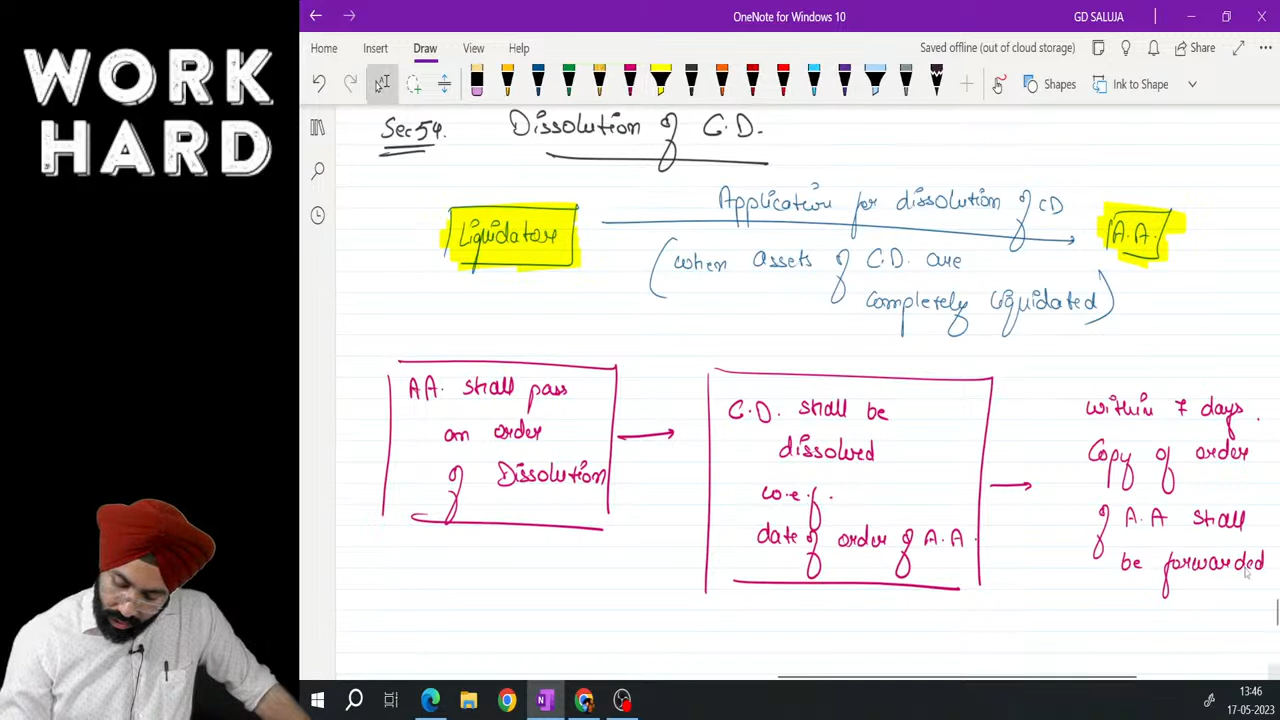 WORK
HARD
OneNote for Windows 10
GD SALUJA
Home Insert Draw View Help
Saved offline (out of cloud storage)
Share
Shapes
Ink to Shape
Sec 54. Dissolution of C.D.
Liquidator
Application for dissolution of CD
A.A.
(when assets of C.D. are
completely liquidated)
AA. shall pass
an order
of Dissolution
C.D. shall be
dissolved
w.e.f.
date of order of A.A.
within 7 days.
Copy of order
of A.A shall
be forwarded
13:46
17-05-2023